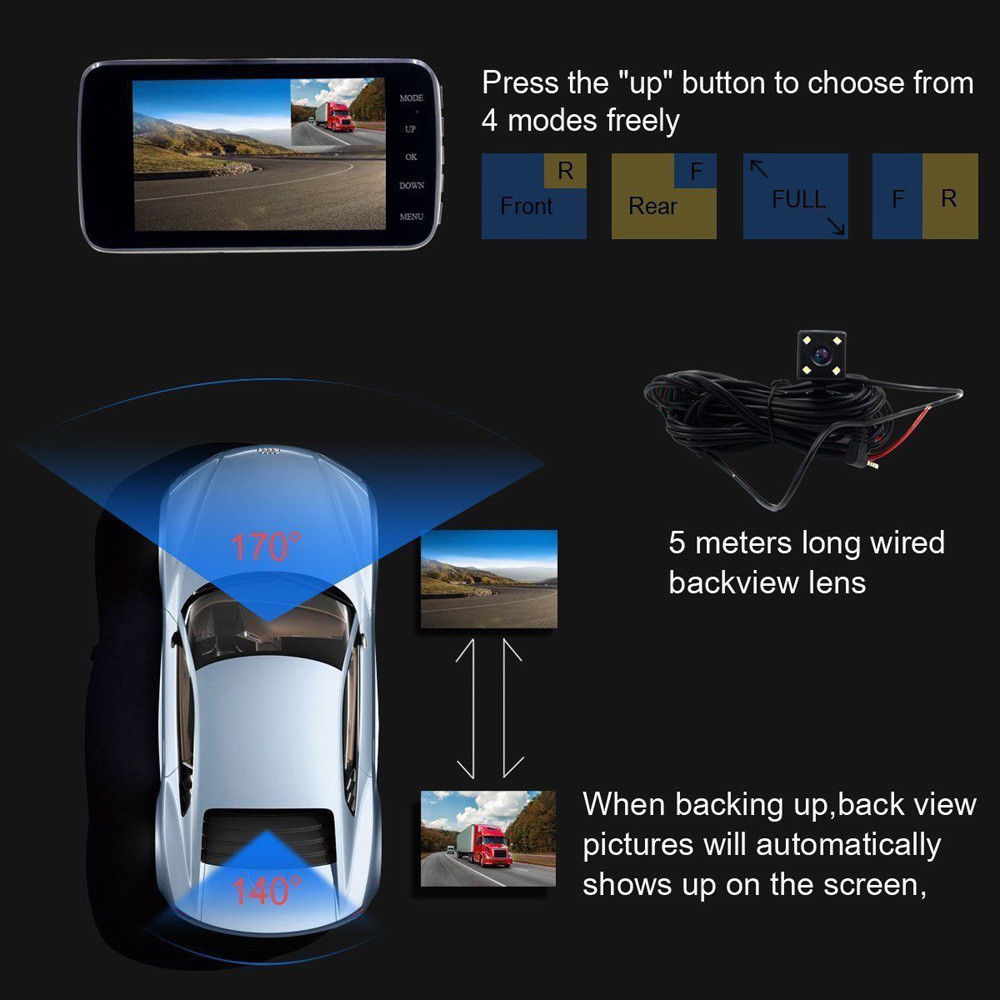 Press the "up" button to choose from
4 modes freely
MODE
UP
OK
DOWN
MENU
R
Front
F
Rear
FULL
F R
170°
5 meters long wired
backview lens
When backing up,back view
pictures will automatically
shows up on the screen,
140°